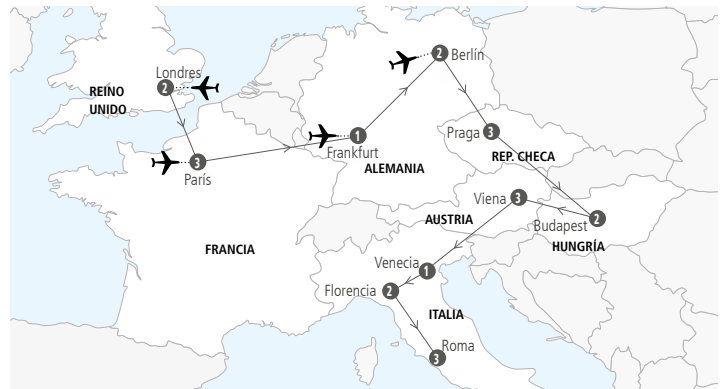 2
Berlín
Londres
2
REINO
UNIDO
Praga
3
1
Frankfurt
REP. CHECA
3
París
ALEMANIA
Viena
3
AUSTRIA
Budapest
2
HUNGRÍA
FRANCIA
Venecia
1
Florencia
2
ITALIA
Roma
3